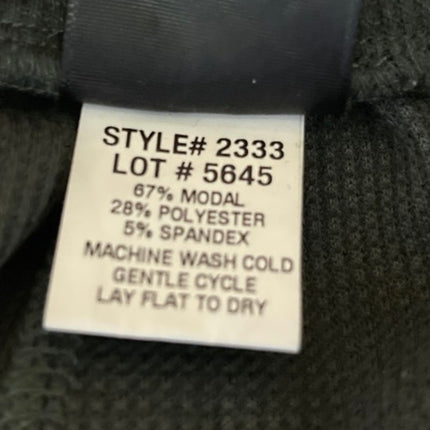 STYLE# 2333
LOT # 5645
67% MODAL
28% POLYESTER
5% SPANDEX
MACHINE WASH COLD
GENTLE CYCLE
LAY FLAT TO DRY